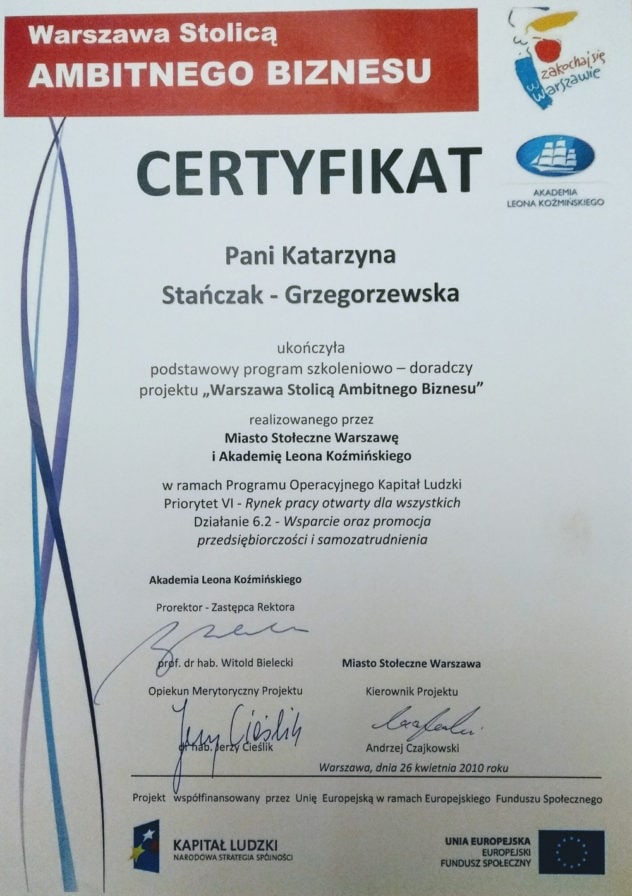 Warszawa Stolicą
AMBITNEGO BIZNESU
zakochaj się
w Warszawie
CERTYFIKAT
AKADEMIA
LEONA KOŹMIŃSKIEGO
Pani Katarzyna
Stańczak - Grzegorzewska
ukończyła
podstawowy program szkoleniowo – doradczy
projektu „Warszawa Stolicą Ambitnego Biznesu”
realizowanego przez
Miasto Stołeczne Warszawę
i Akademię Leona Koźmińskiego
w ramach Programu Operacyjnego Kapitał Ludzki
Priorytet VI - Rynek pracy otwarty dla wszystkich
Działanie 6.2 - Wsparcie oraz promocja
przedsiębiorczości i samozatrudnienia
Akademia Leona Koźmińskiego
Prorektor - Zastępca Rektora
prof. dr hab. Witold Bielecki
Miasto Stołeczne Warszawa
Opiekun Merytoryczny Projektu
Kierownik Projektu
Jerzy Cieślik
dr hab. Jerzy Cieślik
Andrzej Czajkowski
Warszawa, dnia 26 kwietnia 2010 roku
Projekt współfinansowany przez Unię Europejską w ramach Europejskiego Funduszu Społecznego
KAPITAŁ LUDZKI
NARODOWA STRATEGIA SPÓJNOŚCI
UNIA EUROPEJSKA
EUROPEJSKI
FUNDUSZ SPOŁECZNY